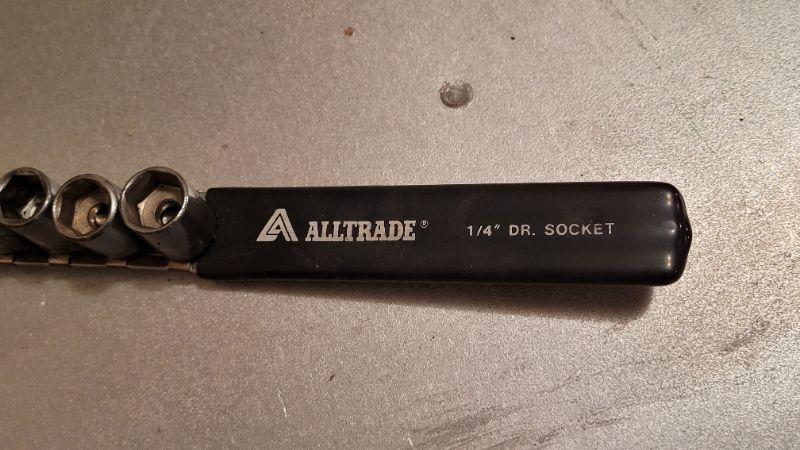 ALLTRADE® 1/4" DR. SOCKET